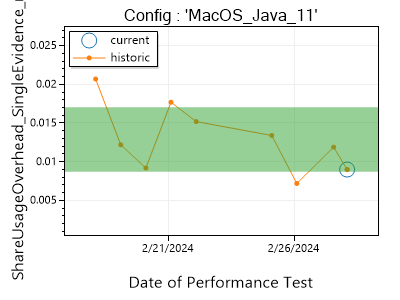 Config : 'MacOS_Java_11'
ShareUsageOverhead_SingleEvidence_
0.025
0.02
0.015
0.01
0.005
current
historic
2/21/2024
2/26/2024
Date of Performance Test